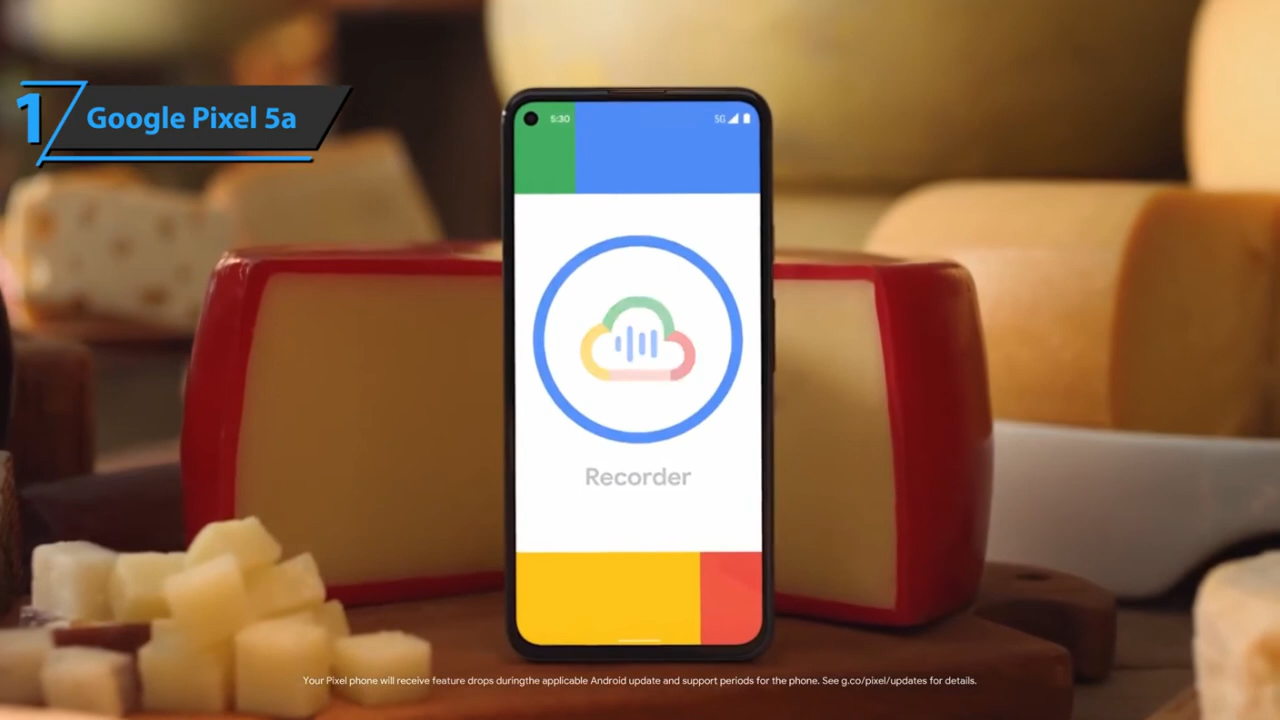 1
Google Pixel 5a
5:30
5G
Recorder
Your Pixel phone will receive feature drops duringthe applicable Android update and support periods for the phone. See g.co/pixel/updates for details.